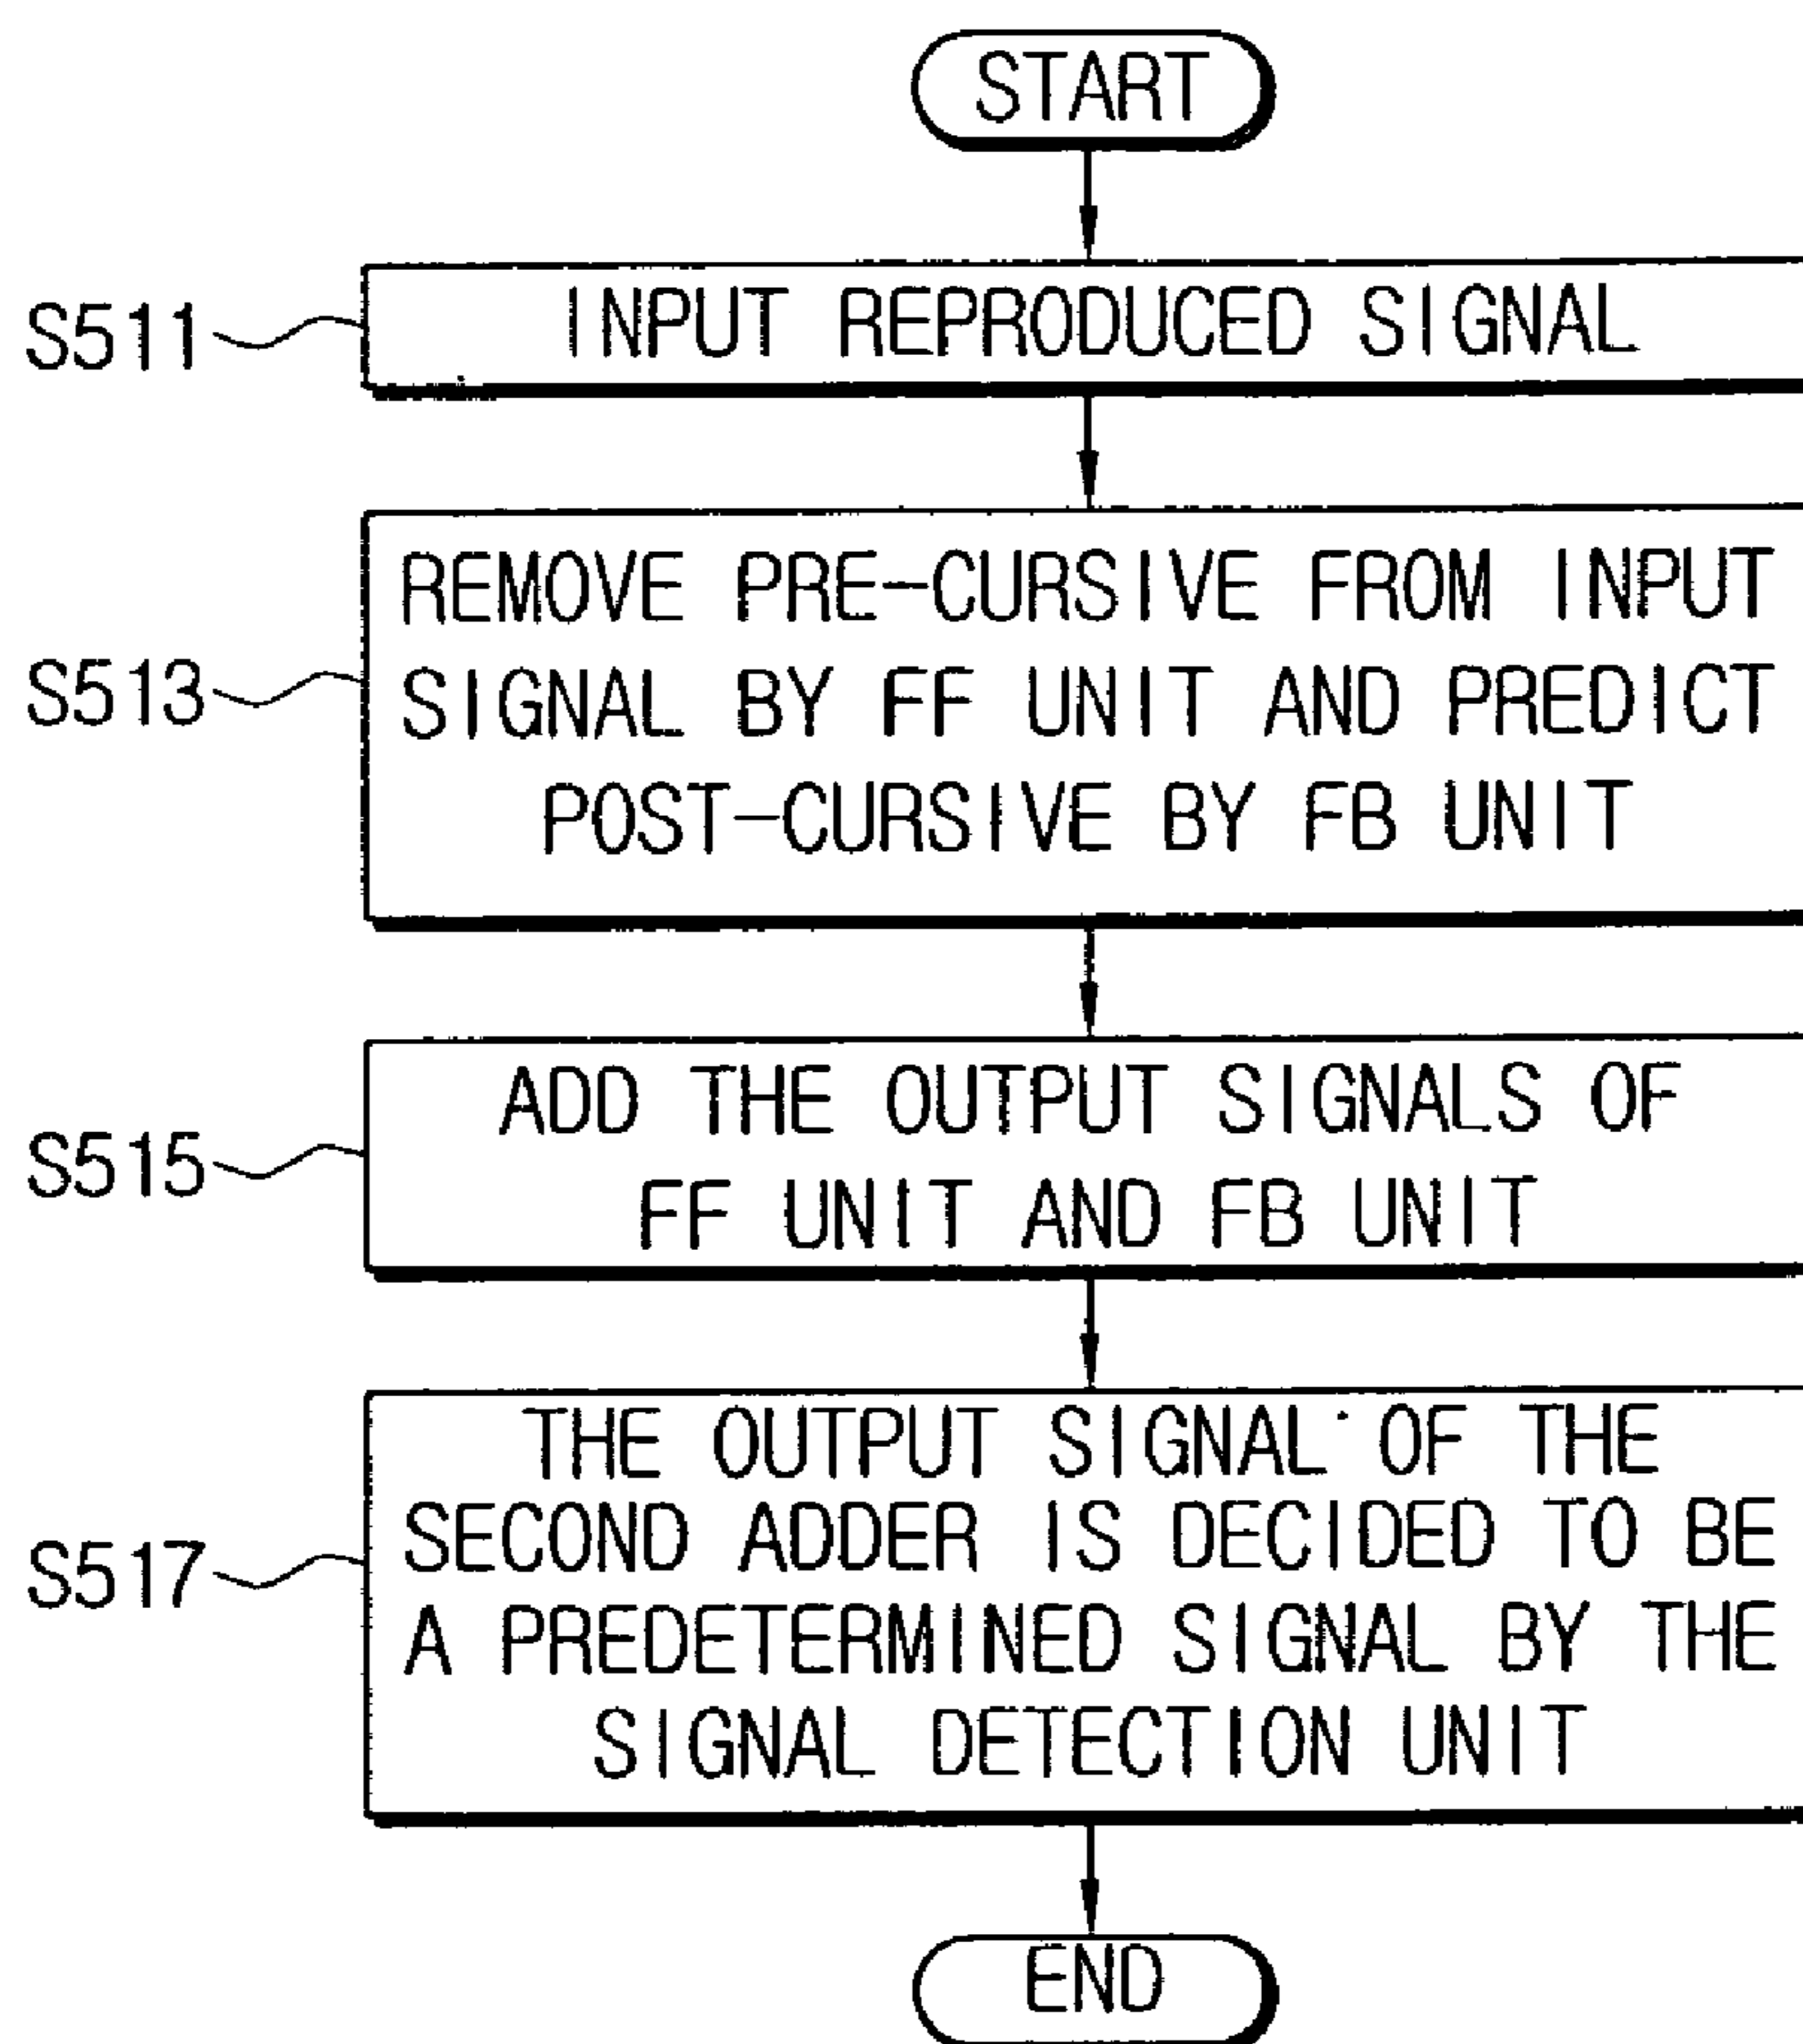 START
S511
INPUT REPRODUCED SIGNAL
S513
REMOVE PRE-CURSIVE FROM INPUT
SIGNAL BY FF UNIT AND PREDICT
POST-CURSIVE BY FB UNIT
S515
ADD THE OUTPUT SIGNALS OF
FF UNIT AND FB UNIT
S517
THE OUTPUT SIGNAL OF THE
SECOND ADDER IS DECIDED TO BE
A PREDETERMINED SIGNAL BY THE
SIGNAL DETECTION UNIT
END